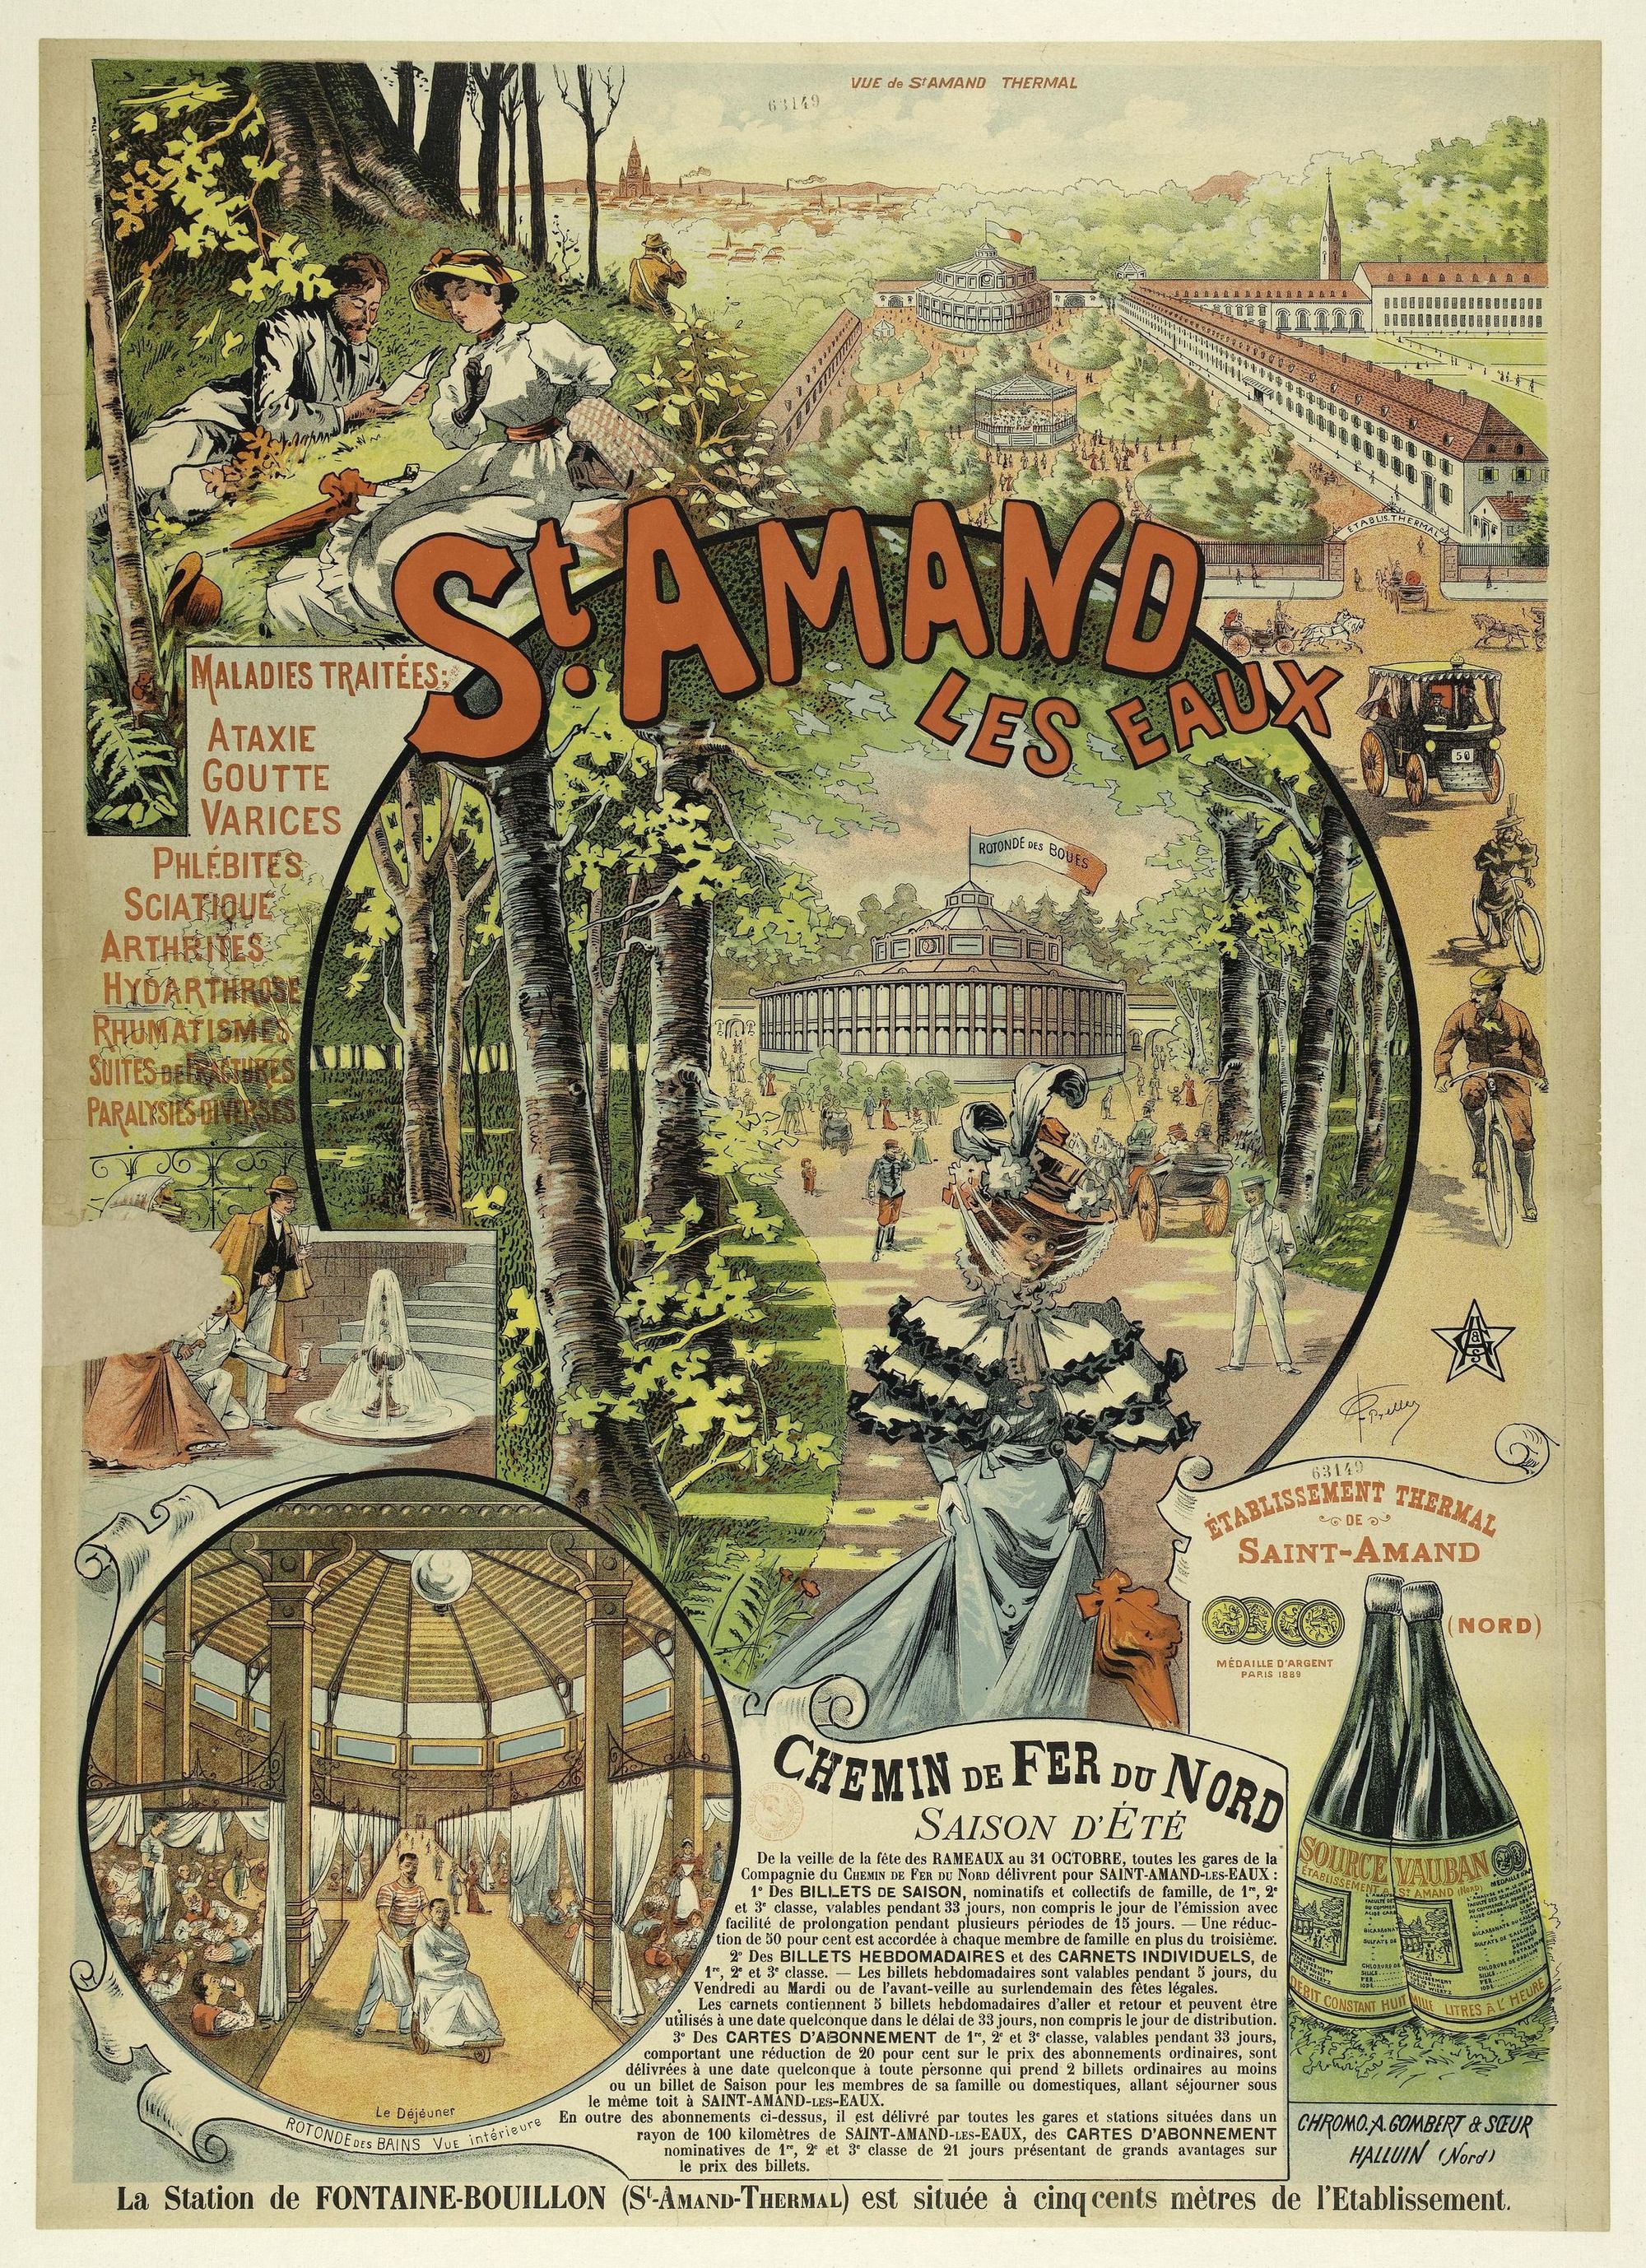 VUE de St AMAND THERMAL
63149
ÉTABLIS. THERMAL
St. AMAND
LES EAUX
50
MALADIES TRAITÉES:
ATAXIE
GOUTTE
VARICES
PHLÉBITES
SCIATIQUE
ARTHRITES
HYDARTHROSE
RHUMATISMES
SUITES DE FRACTURES
PARALYSIES DIVERSES
ROTONDE DES BOUES
63149
ÉTABLISSEMENT THERMAL
DE
SAINT-AMAND
(NORD)
MÉDAILLE D'ARGENT
PARIS 1889
SOURCE VAUBAN
ÉTABLISSEMENT
St AMAND (Nord)
DÉBIT CONSTANT HUIT MILLE LITRES À L'HEURE
CHEMIN DE FER DU NORD
SAISON D'ÉTÉ
De la veille de la fête des RAMEAUX au 31 OCTOBRE, toutes les gares de la
Compagnie du CHEMIN DE FER DU NORD délivrent pour SAINT-AMAND-LES-EAUX :
1° Des BILLETS DE SAISON, nominatifs et collectifs de famille, de 1re, 2e
et 3e classe, valables pendant 33 jours, non compris le jour de l'émission avec
facilité de prolongation pendant plusieurs périodes de 15 jours. — Une réduc-
tion de 50 pour cent est accordée à chaque membre de famille en plus du troisième.
2° Des BILLETS HEBDOMADAIRES et des CARNETS INDIVIDUELS, de
1re, 2e et 3e classe. — Les billets hebdomadaires sont valables pendant 5 jours, du
Vendredi au Mardi ou de l'avant-veille au surlendemain des fêtes légales.
Les carnets contiennent 5 billets hebdomadaires d'aller et retour et peuvent être
utilisés à une date quelconque dans le délai de 33 jours, non compris le jour de distribution.
3° Des CARTES D'ABONNEMENT de 1re, 2e et 3e classe, valables pendant 33 jours,
comportant une réduction de 20 pour cent sur le prix des abonnements ordinaires, sont
délivrées à une date quelconque à toute personne qui prend 2 billets ordinaires au moins
ou un billet de Saison pour les membres de sa famille ou domestiques, allant séjourner sous
le même toit à SAINT-AMAND-LES-EAUX.
En outre des abonnements ci-dessus, il est délivré par toutes les gares et stations situées dans un
rayon de 100 kilomètres de SAINT-AMAND-LES-EAUX, des CARTES D'ABONNEMENT
nominatives de 1re, 2e et 3e classe de 21 jours présentant de grands avantages sur
le prix des billets.
Le Déjeuner
ROTONDE DES BAINS VUE intérieure
CHROMO. A. GOMBERT & SŒUR
HALLUIN (Nord)
La Station de FONTAINE-BOUILLON (St-AMAND-THERMAL) est située à cinq cents mètres de l'Etablissement.